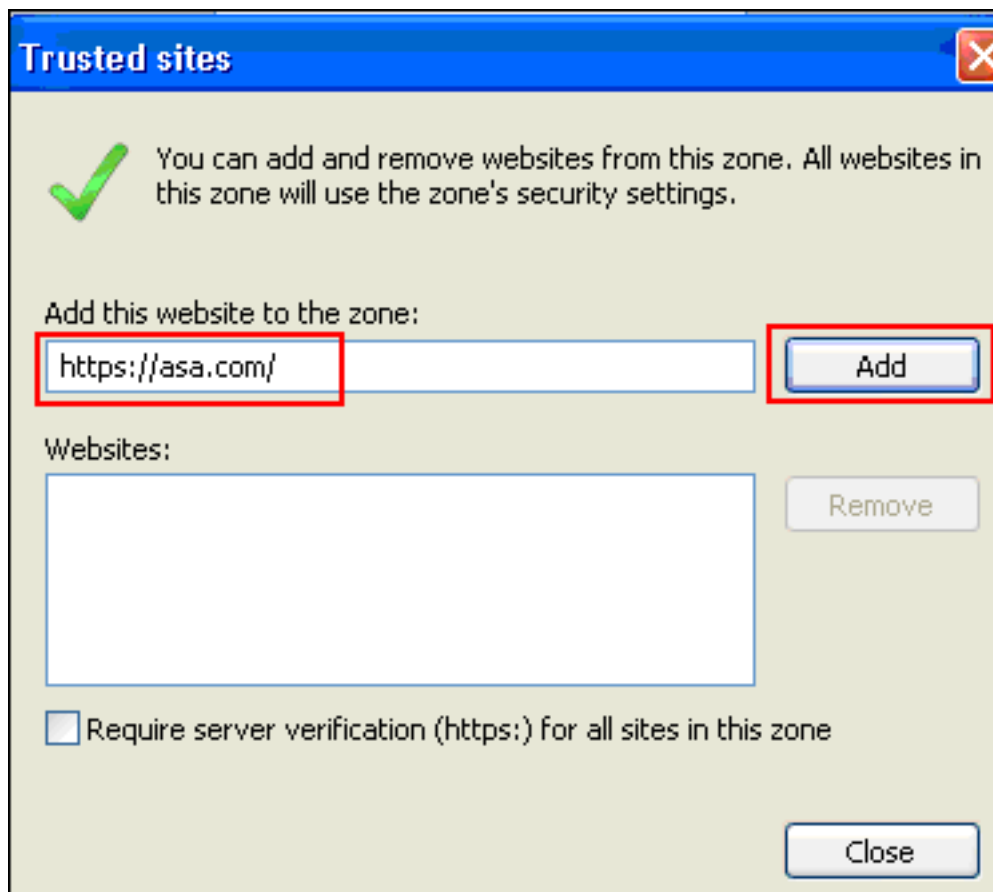 Trusted sites
You can add and remove websites from this zone. All websites in
this zone will use the zone's security settings.
Add this website to the zone:
https://asa.com/
Add
Websites:
Remove
Require server verification (https:) for all sites in this zone
Close